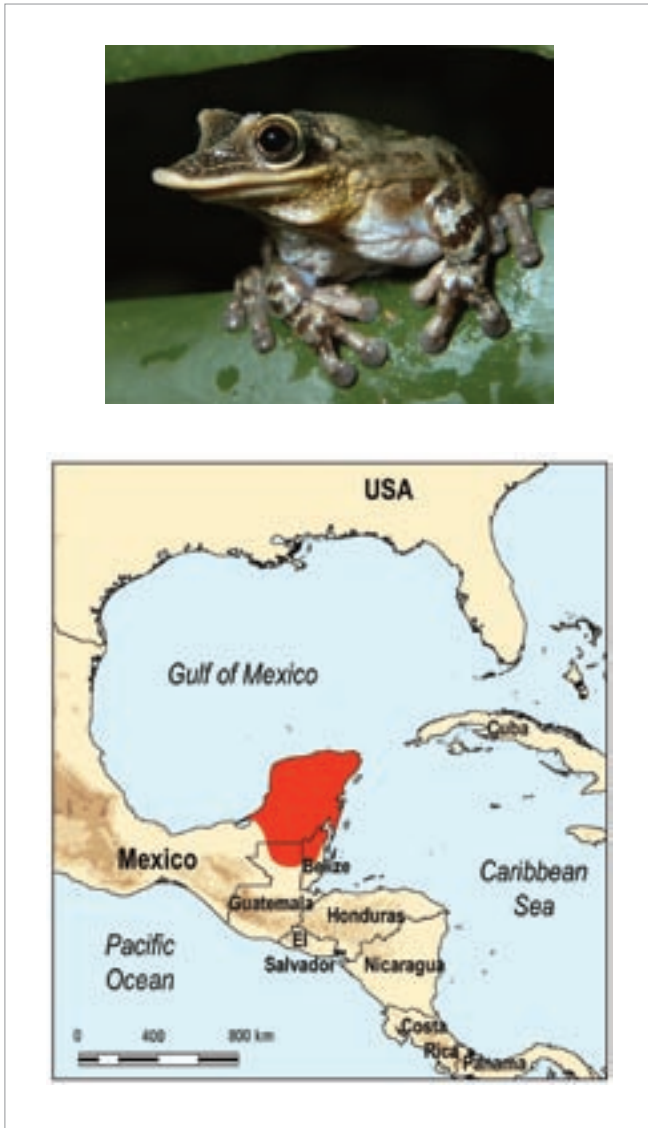 USA
Gulf of Mexico
Cuba
Mexico
Belize
Caribbean
Sea
Guatemala
Honduras
El
Salvador
Nicaragua
Pacific
Ocean
Costa
Rica
Panama
0 400 800 km